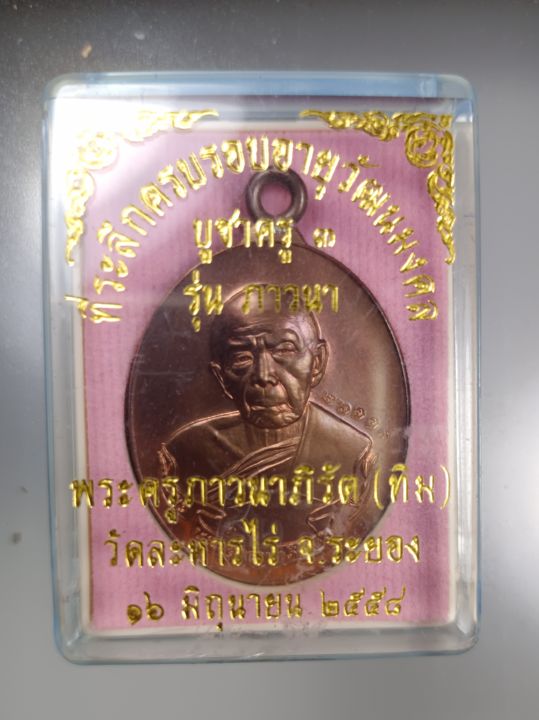 ที่ระลึกครบรอบอายุวัฒนมงคล
บูชาครู ๓
รุ่น ภาวนา
พระครูภาวนาภิรัต (ทิม)
วัดละหารไร่ จ.ระยอง
๑๖ มิถุนายน ๒๕๕๘